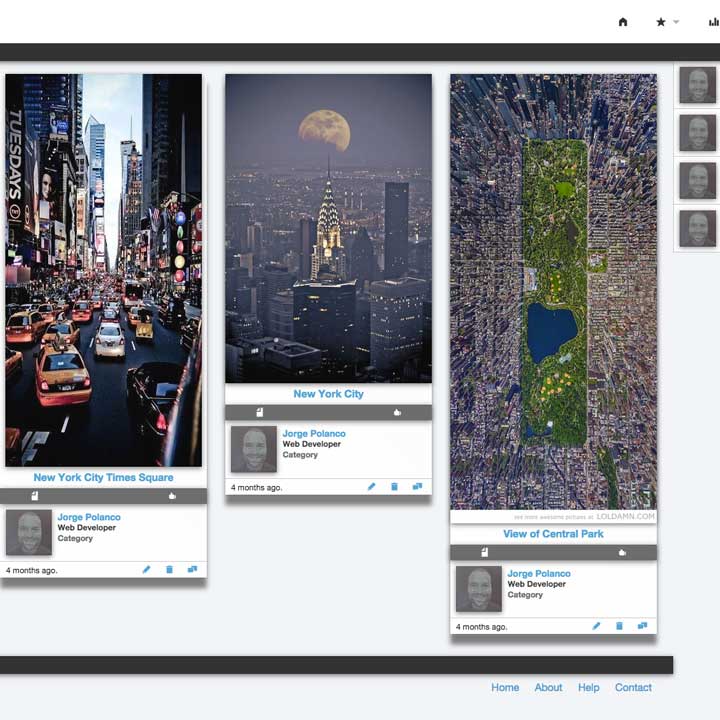 TUESDAYS
New York City Times Square
Jorge Polanco
Web Developer
Category
4 months ago.
New York City
Jorge Polanco
Web Developer
Category
4 months ago.
see more awesome pictures at LOLDAMN.COM
View of Central Park
Jorge Polanco
Web Developer
Category
4 months ago.
Home About Help Contact